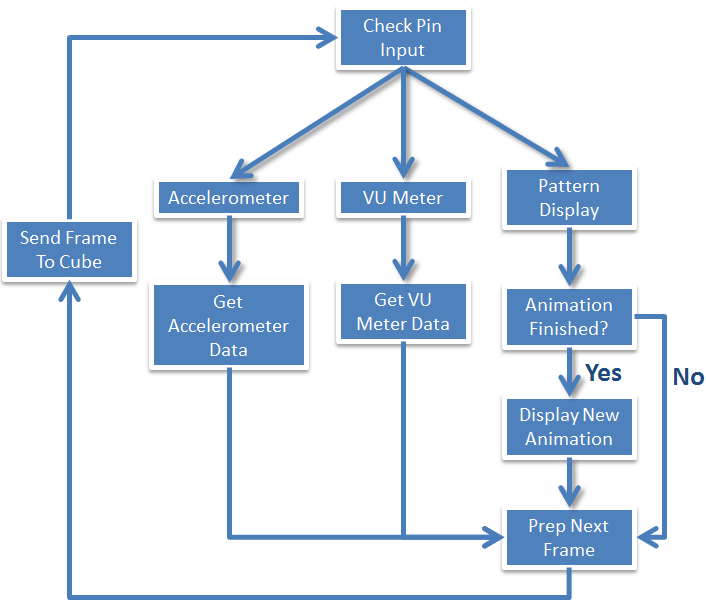 Check Pin
Input
Accelerometer
VU Meter
Pattern
Display
Send Frame
To Cube
Get
Accelerometer
Data
Get VU
Meter Data
Animation
Finished?
Yes
No
Display New
Animation
Prep Next
Frame